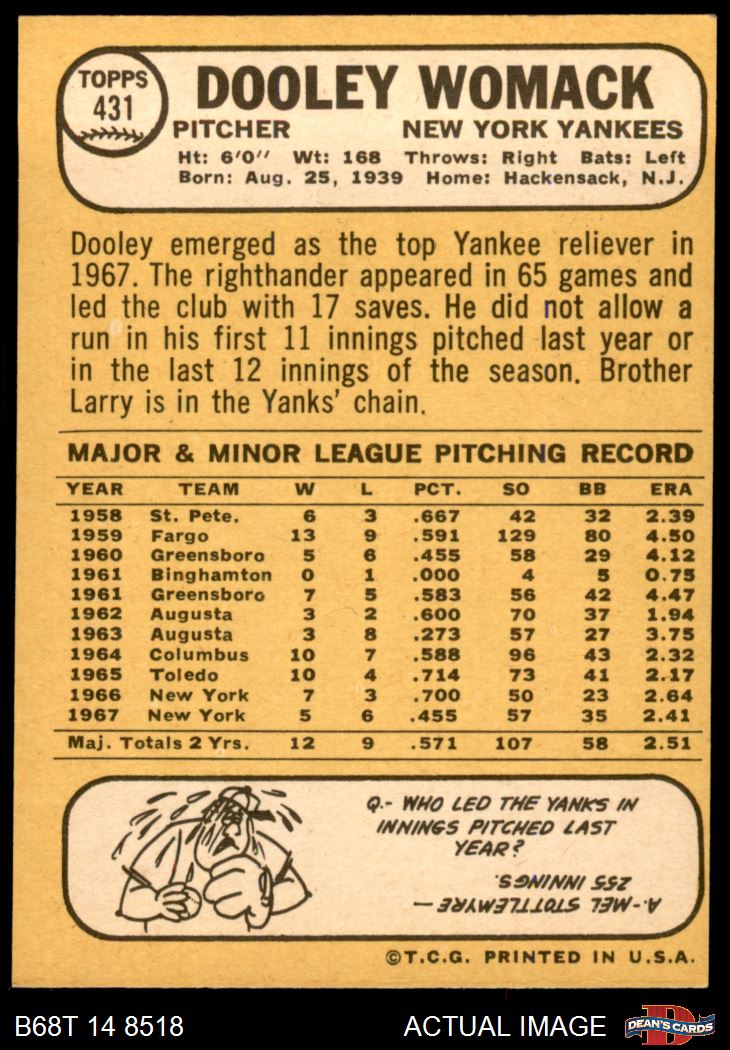 TOPPS
431
DOOLEY WOMACK
PITCHER NEW YORK YANKEES
Ht: 6'0" Wt: 168 Throws: Right Bats: Left
Born: Aug. 25, 1939 Home: Hackensack, N.J.
Dooley emerged as the top Yankee reliever in
1967. The righthander appeared in 65 games and
led the club with 17 saves. He did not allow a
run in his first 11 innings pitched last year or
in the last 12 innings of the season. Brother
Larry is in the Yanks' chain.
MAJOR & MINOR LEAGUE PITCHING RECORD
YEAR TEAM W L PCT. SO BB ERA
1958 St. Pete. 6 3 .667 42 32 2.39
1959 Fargo 13 9 .591 129 80 4.50
1960 Greensboro 5 6 .455 58 29 4.12
1961 Binghamton 0 1 .000 4 5 0.75
1961 Greensboro 7 5 .583 56 42 4.47
1962 Augusta 3 2 .600 70 37 1.94
1963 Augusta 3 8 .273 57 27 3.75
1964 Columbus 10 7 .588 96 43 2.32
1965 Toledo 10 4 .714 73 41 2.17
1966 New York 7 3 .700 50 23 2.64
1967 New York 5 6 .455 57 35 2.41
Maj. Totals 2 Yrs. 12 9 .571 107 58 2.51
Q.- WHO LED THE YANKS IN
INNINGS PITCHED LAST
YEAR?
A.- MEL STOTTLEMYRE —
255 INNINGS.
©T.C.G. PRINTED IN U.S.A.
B68T 14 8518 ACTUAL IMAGE
D
DEAN'S CARDS